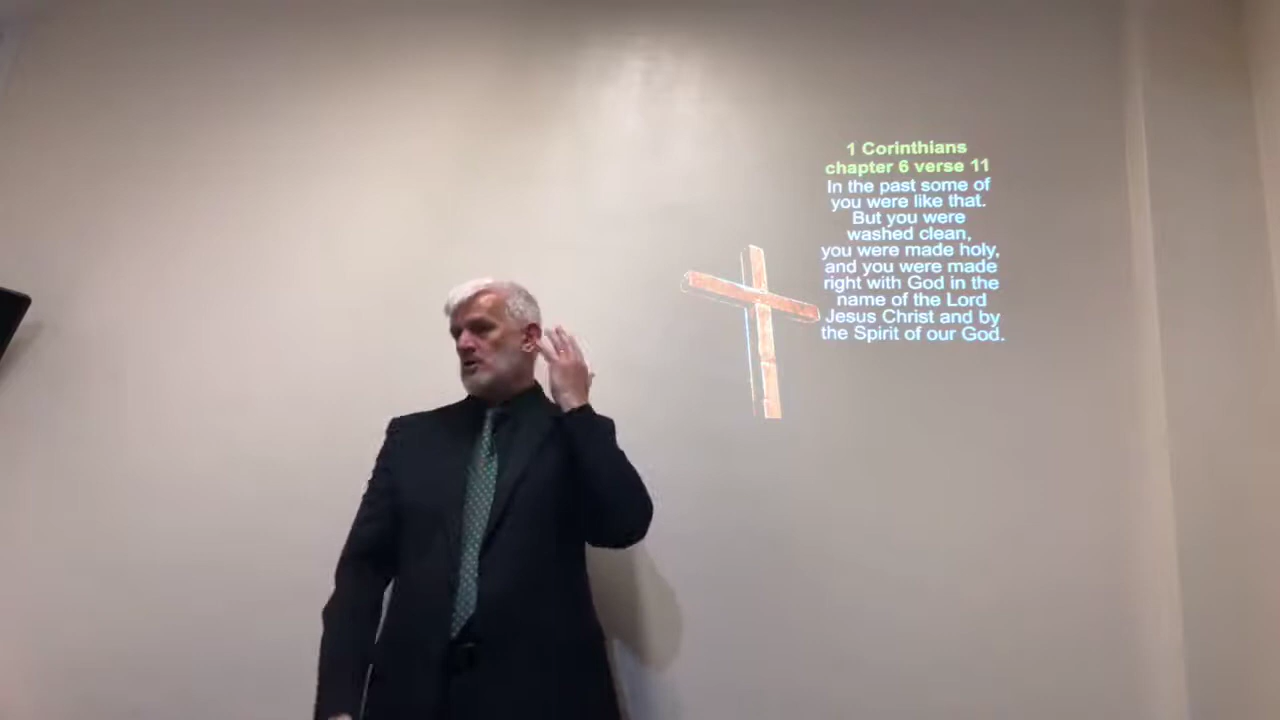 1 Corinthians
chapter 6 verse 11
In the past some of
you were like that.
But you were
washed clean,
you were made holy,
and you were made
right with God in the
name of the Lord
Jesus Christ and by
the Spirit of our God.